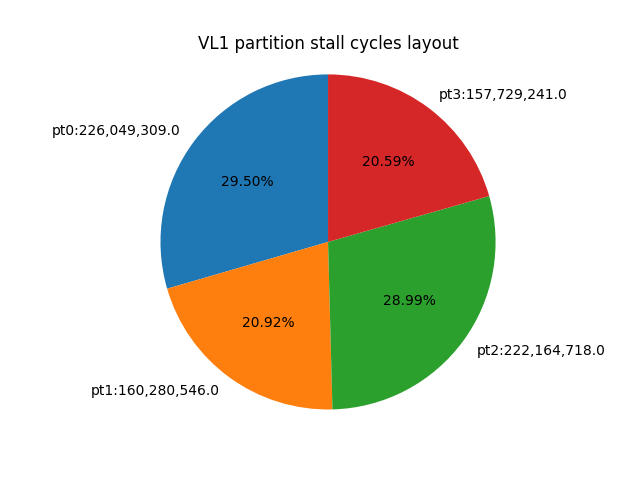 VL1 partition stall cycles layout
pt3:157,729,241.0
pt0:226,049,309.0
20.59%
29.50%
28.99%
20.92%
pt2:222,164,718.0
pt1:160,280,546.0